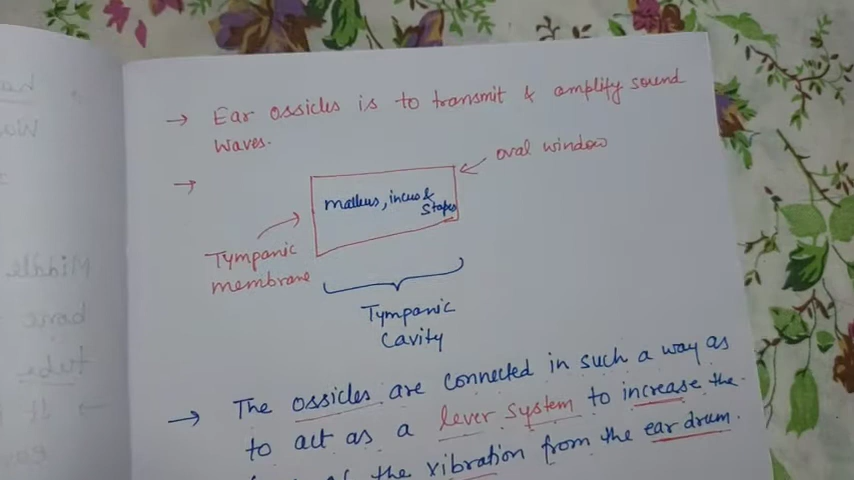 → Ear ossicles is to transmit & amplify sound
waves.
→
oval window
malleus, incus &
stapes
Tympanic
membrane
Tympanic
Cavity
→ The ossicles are connected in such a way as
to act as a lever system to increase the
the vibration from the ear drum.